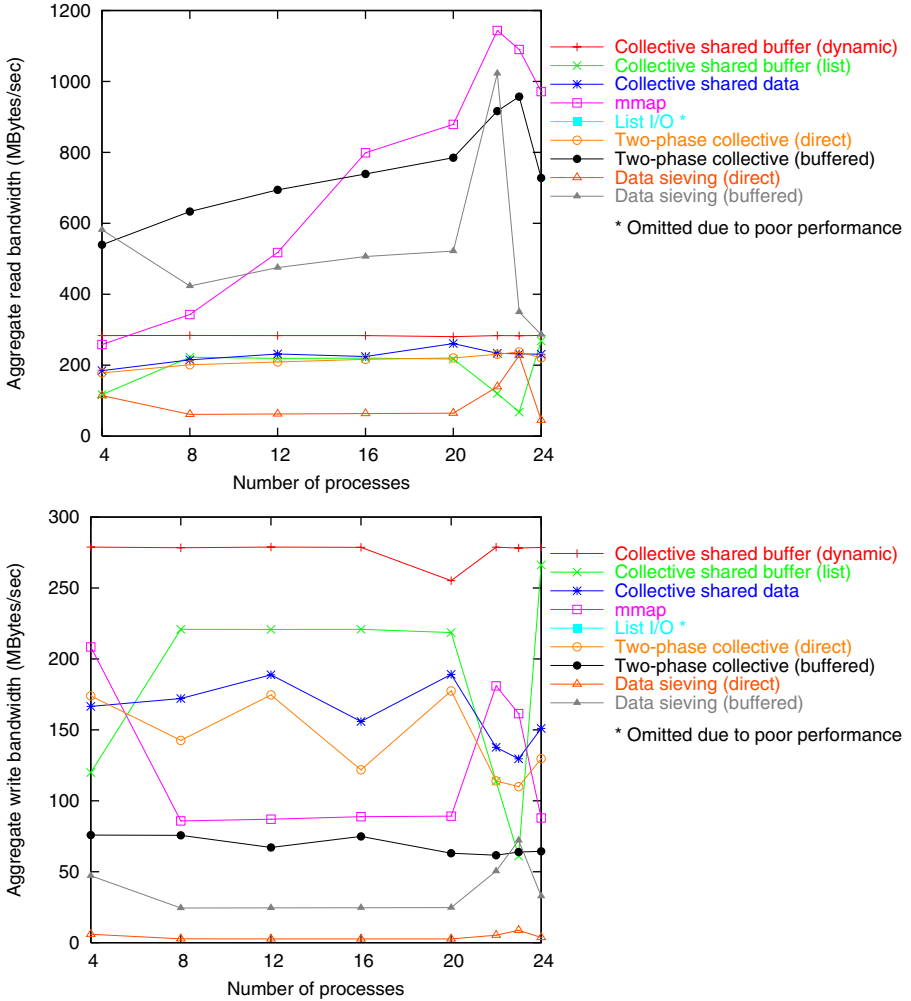 1200
1000
800
600
400
200
0
Aggregate read bandwidth (MBytes/sec)
4 8 12 16 20 24
Number of processes
Collective shared buffer (dynamic)
Collective shared buffer (list)
Collective shared data
mmap
List I/O *
Two-phase collective (direct)
Two-phase collective (buffered)
Data sieving (direct)
Data sieving (buffered)
* Omitted due to poor performance
300
250
200
150
100
50
0
Aggregate write bandwidth (MBytes/sec)
4 8 12 16 20 24
Number of processes
Collective shared buffer (dynamic)
Collective shared buffer (list)
Collective shared data
mmap
List I/O *
Two-phase collective (direct)
Two-phase collective (buffered)
Data sieving (direct)
Data sieving (buffered)
* Omitted due to poor performance